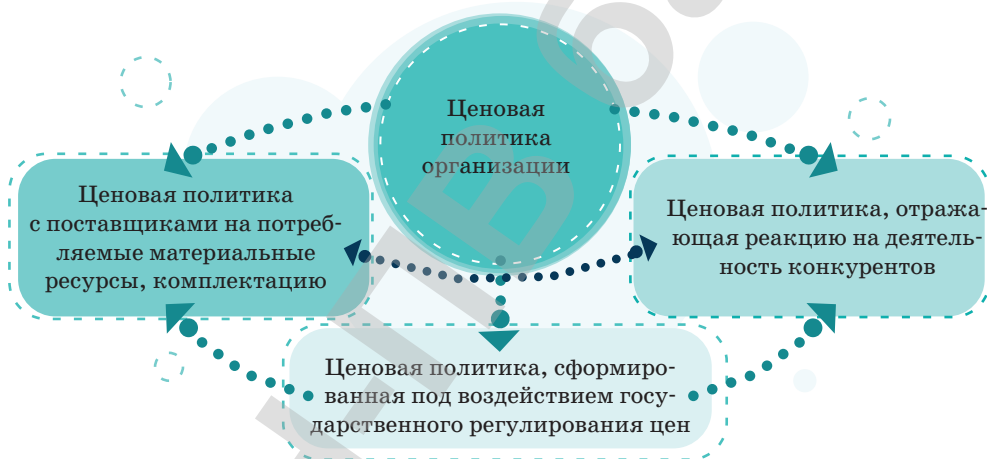 Ценовая
политика
организации
Ценовая политика
с поставщиками на потреб-
ляемые материальные
ресурсы, комплектацию
Ценовая политика, отража-
ющая реакцию на деятель-
ность конкурентов
Ценовая политика, сформиро-
ванная под воздействием госу-
дарственного регулирования цен